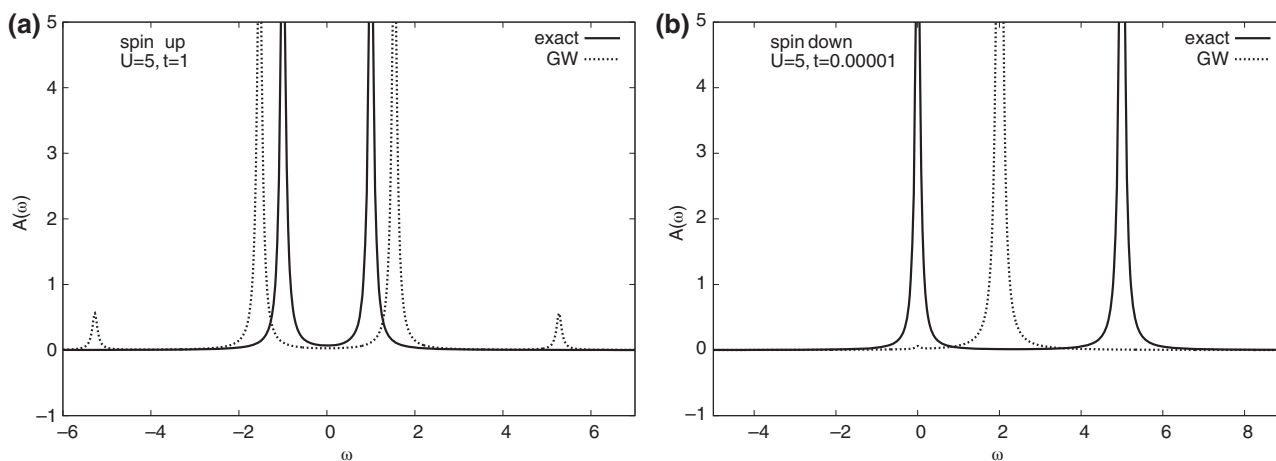 (a)
5
4
3
2
1
0
−1
A(ω)
spin up
U=5, t=1
exact
GW
−6 −4 −2 0 2 4 6
ω
(b)
5
4
3
2
1
0
−1
A(ω)
spin down
U=5, t=0.00001
exact
GW
−4 −2 0 2 4 6 8
ω